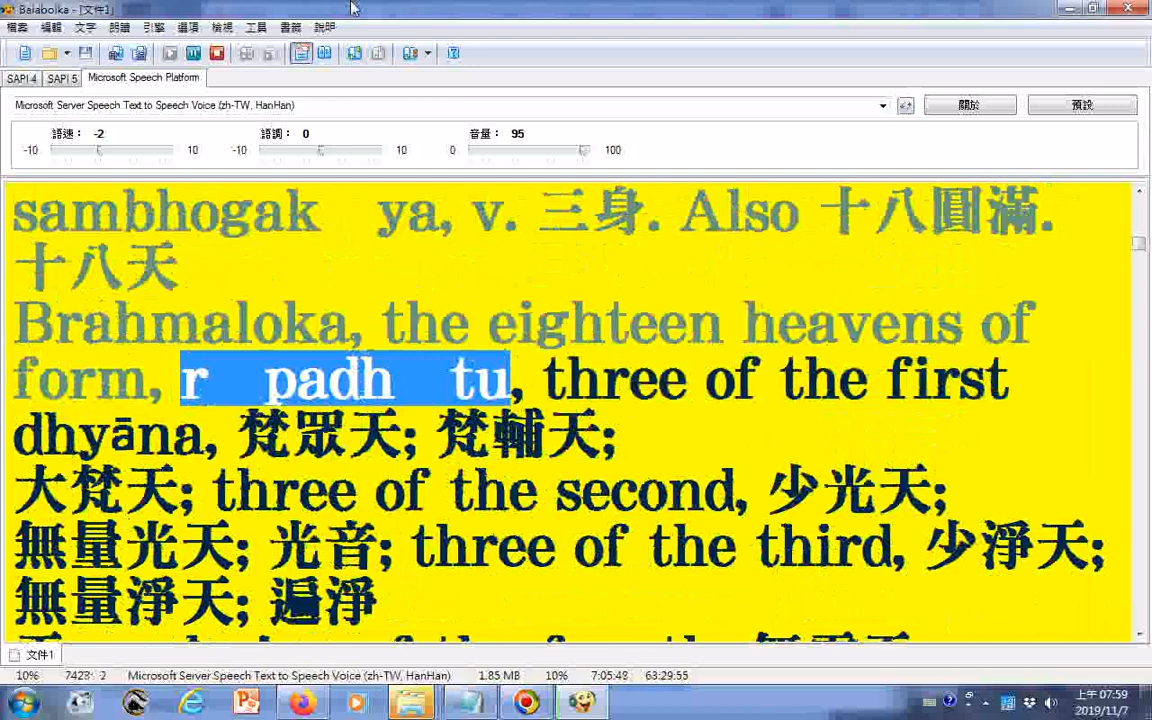 Balabolka - [文件1]
檔案 編輯 文字 朗讀 引擎 選項 檢視 工具 書籤 說明
SAPI 4 SAPI 5 Microsoft Speech Platform
Microsoft Server Speech Text to Speech Voice (zh-TW, HanHan) 關於 預設
語速： -2 語調： 0 音量： 95
-10 10 -10 10 0 100
sambhogak ya, v. 三身. Also 十八圓滿.
十八天
Brahmaloka, the eighteen heavens of
form, r padh tu, three of the first
dhyāna, 梵眾天; 梵輔天;
大梵天; three of the second, 少光天;
無量光天; 光音; three of the third, 少淨天;
無量淨天; 遍淨
文件1
10% Microsoft Server Speech Text to Speech Voice (zh-TW, HanHan) 1.85 MB 10% 7:05:48 63:29:55
上午 07:59
2019/11/7